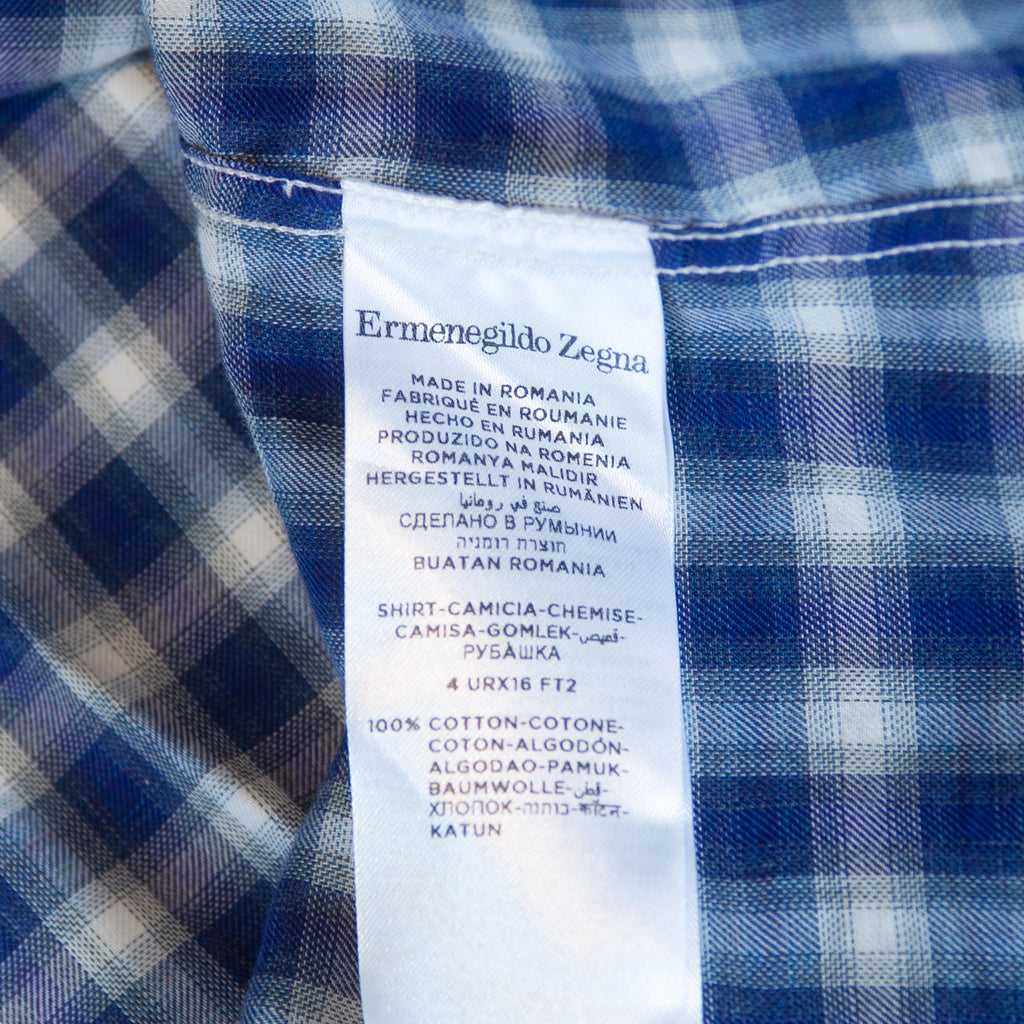 Ermenegildo Zegna
MADE IN ROMANIA
FABRIQUÉ EN ROUMANIE
HECHO EN RUMANIA
PRODUZIDO NA ROMENIA
ROMANYA MALIDIR
HERGESTELLT IN RUMÄNIEN
صنع في رومانيا
СДЕЛАНО В РУМЫНИИ
תוצרת רומניה
BUATAN ROMANIA
SHIRT-CAMICIA-CHEMISE-
CAMISA-GOMLEK-قميص-
РУБАШКА
4 URX16 FT2
100% COTTON-COTONE-
COTON-ALGODÓN-
ALGODAO-PAMUK-
BAUMWOLLE-قطن-
ХЛОПОК-כותנה-कॉटन-
KATUN